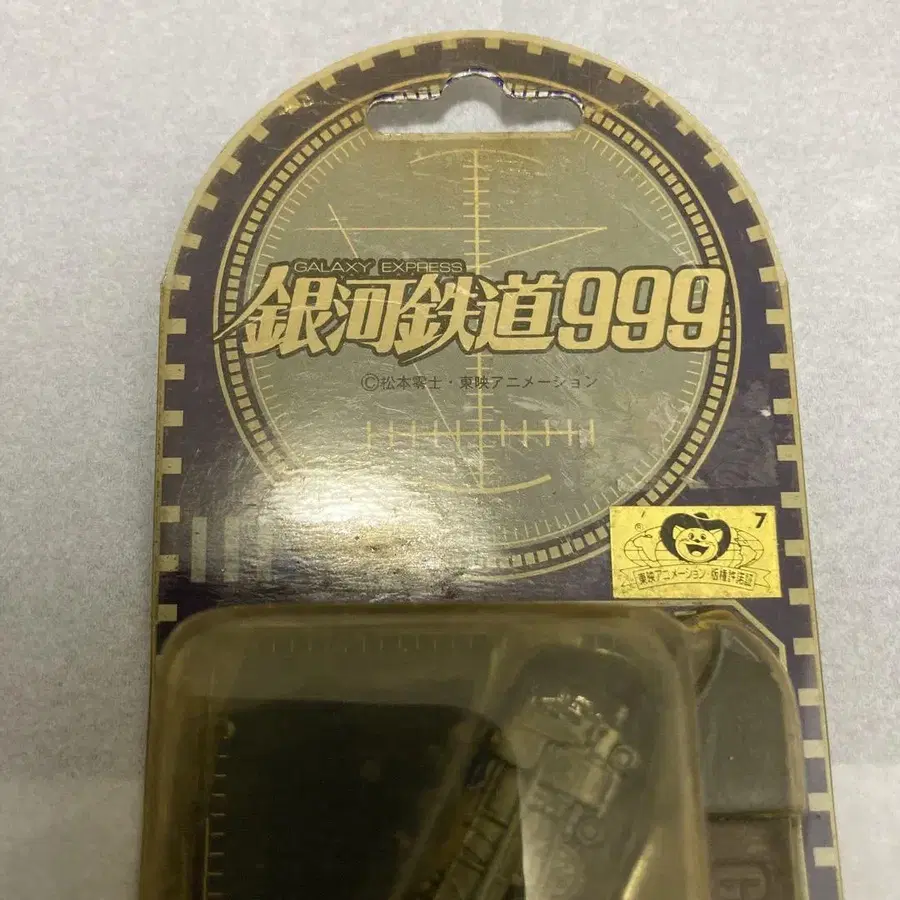 GALAXY EXPRESS
銀河鉄道999
©松本零士・東映アニメーション
7
東映アニメーション 版権許諾証